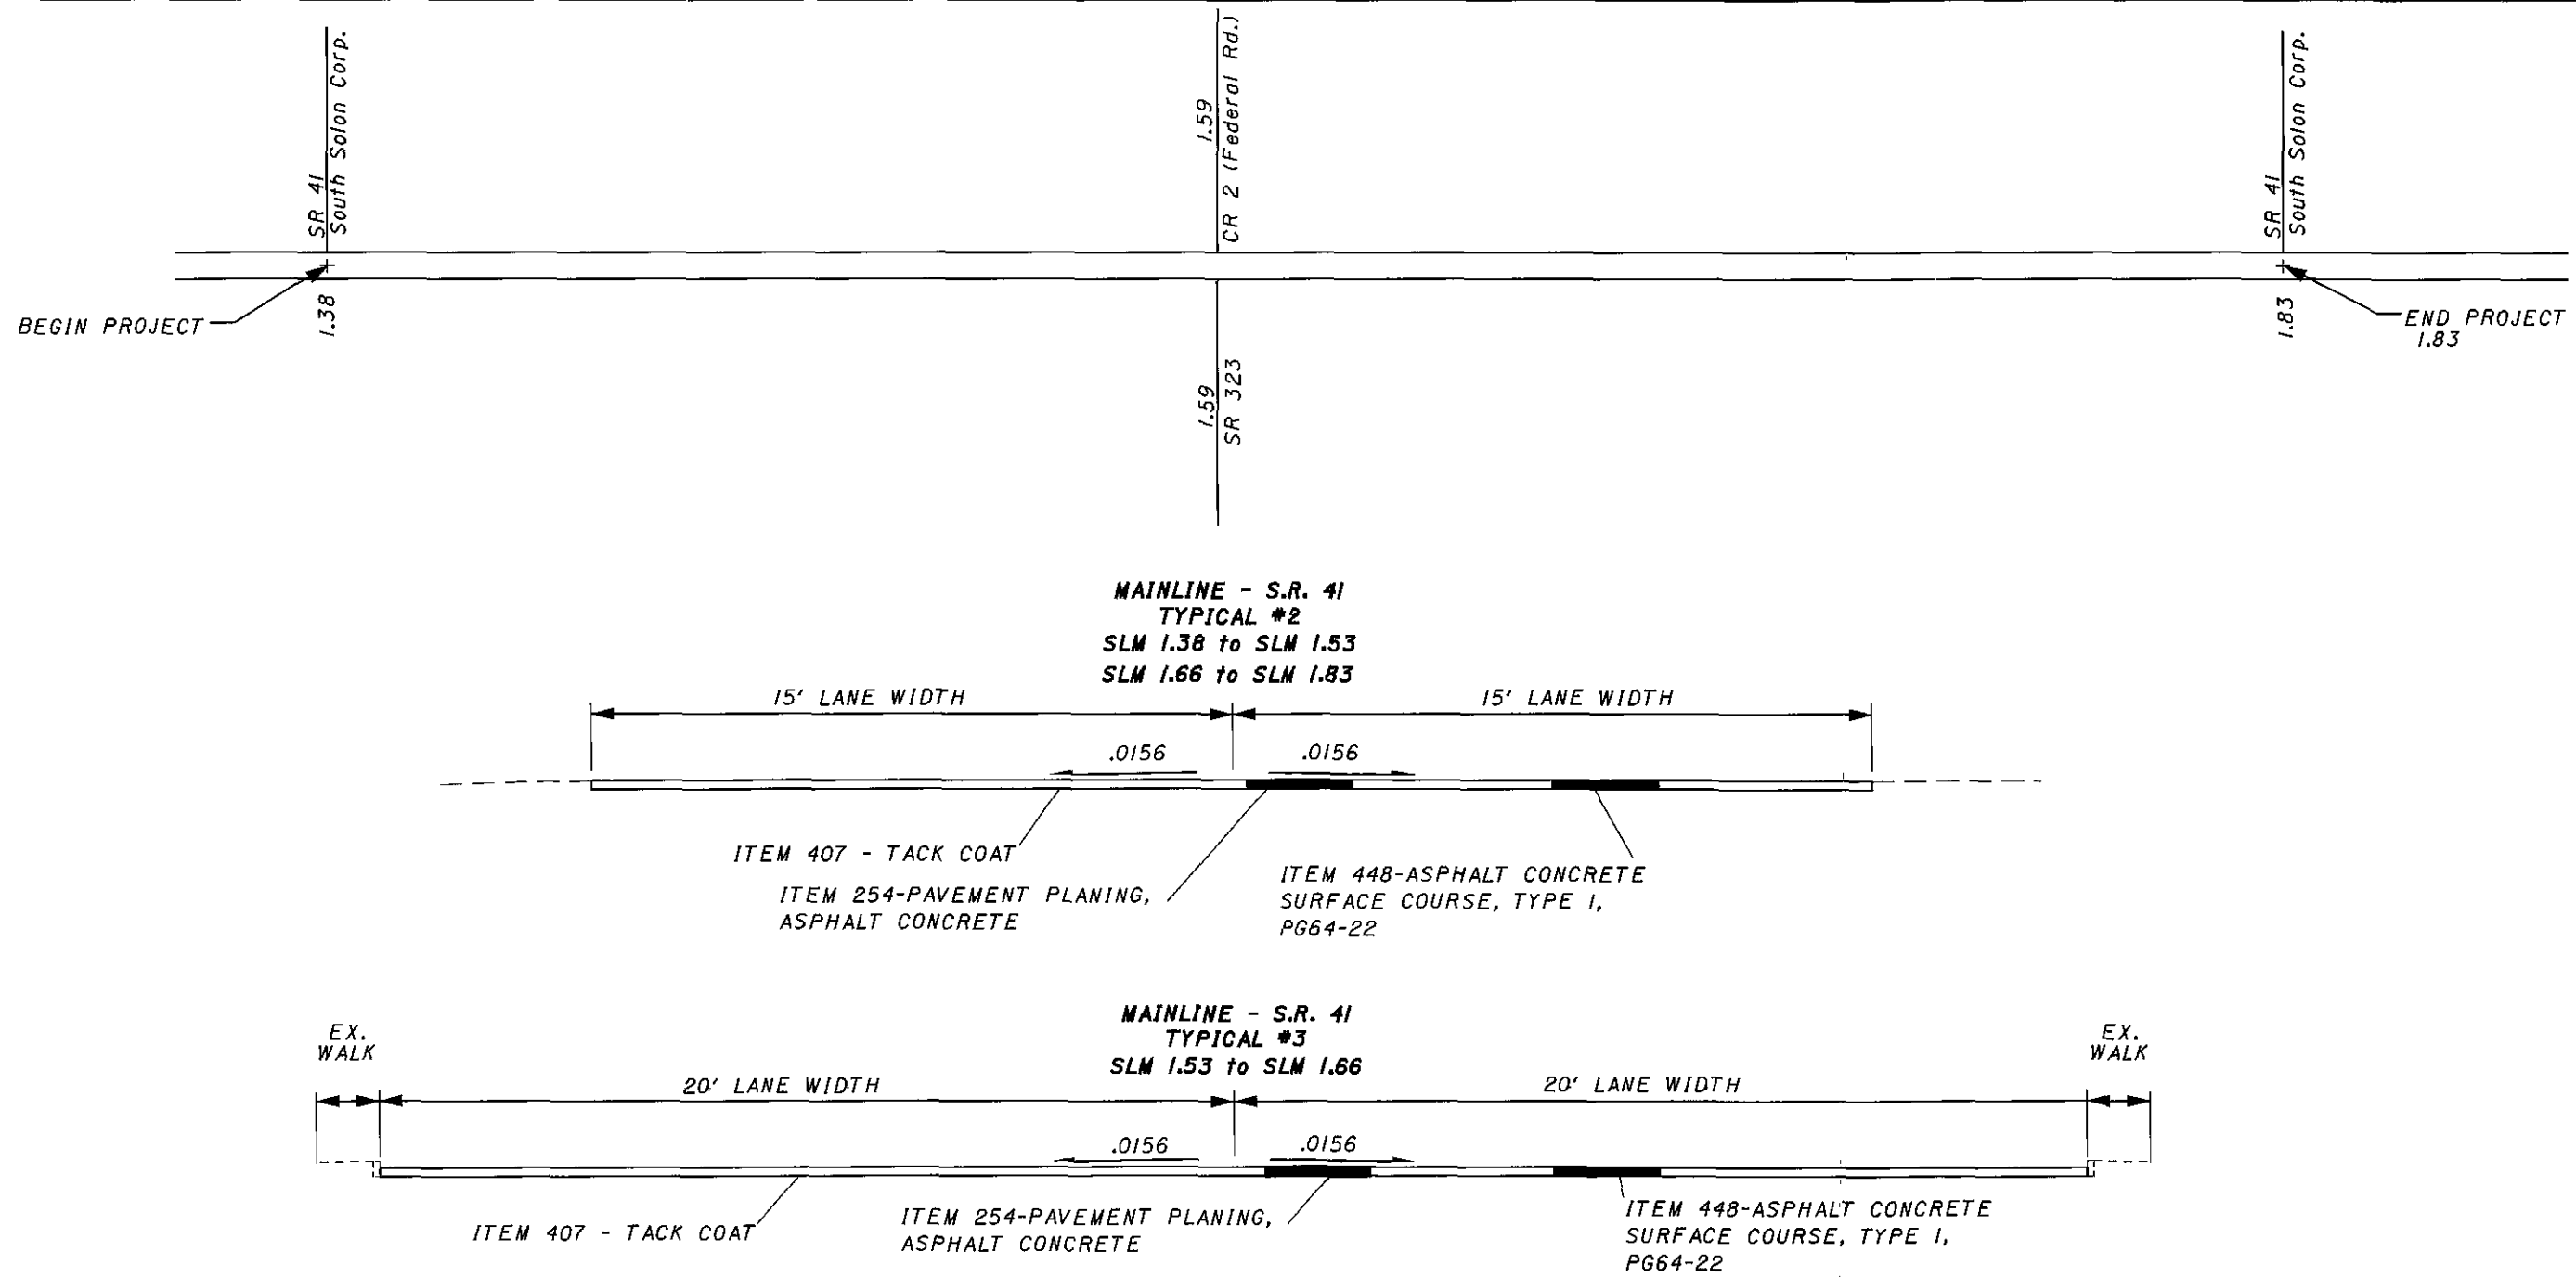 SR 41
South Solon Corp.
1.59
CR 2 (Federal Rd.)
SR 41
South Solon Corp.
BEGIN PROJECT
1.38
1.83
END PROJECT
1.83
1.59
SR 323
MAINLINE - S.R. 41
TYPICAL #2
SLM 1.38 to SLM 1.53
SLM 1.66 to SLM 1.83
15' LANE WIDTH
15' LANE WIDTH
.0156
.0156
ITEM 407 - TACK COAT
ITEM 254-PAVEMENT PLANING,
ASPHALT CONCRETE
ITEM 448-ASPHALT CONCRETE
SURFACE COURSE, TYPE 1,
PG64-22
MAINLINE - S.R. 41
TYPICAL #3
SLM 1.53 to SLM 1.66
EX.
WALK
EX.
WALK
20' LANE WIDTH
20' LANE WIDTH
.0156
.0156
ITEM 407 - TACK COAT
ITEM 254-PAVEMENT PLANING,
ASPHALT CONCRETE
ITEM 448-ASPHALT CONCRETE
SURFACE COURSE, TYPE 1,
PG64-22